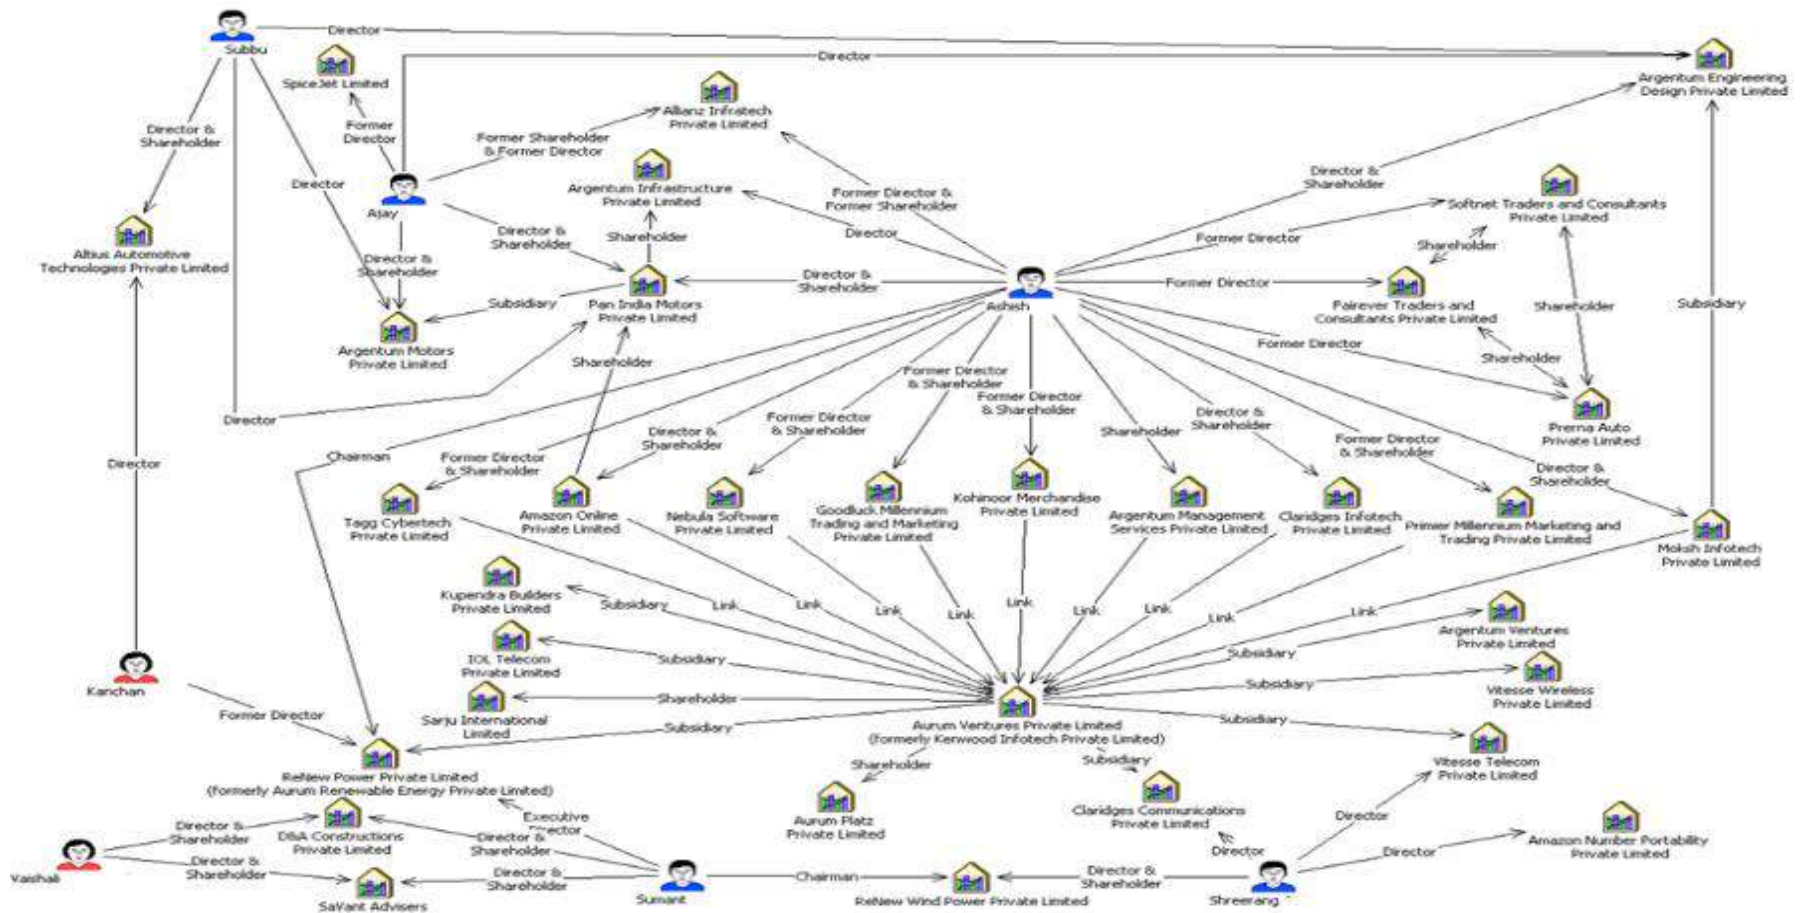 Subbu
Director
SpiceJet Limited
Director
Argentum Engineering
Design Private Limited
Allianz Infratech
Private Limited
Former
Director
Director &
Shareholder
Former Shareholder
& Former Director
Director
Argentum Infrastructure
Private Limited
Director &
Shareholder
Former Director &
Former Shareholder
Softnet Traders and Consultants
Private Limited
Ajay
Director &
Shareholder
Shareholder
Director
Former Director
Shareholder
Altius Automotive
Technologies Private Limited
Director &
Shareholder
Director &
Shareholder
Former Director
Subsidiary
Pan India Motors
Private Limited
Ashish
Fairever Traders and
Consultants Private Limited
Shareholder
Subsidiary
Argentum Motors
Private Limited
Shareholder
Former Director
Shareholder
Former Director
& Shareholder
Former Director
& Shareholder
Director
Prerna Auto
Private Limited
Former Director
& Shareholder
Director &
Shareholder
Shareholder
Director &
Shareholder
Former Director
& Shareholder
Director
Chairman
Former Director
& Shareholder
Director &
Shareholder
Tagg Cybertech
Private Limited
Amazon Online
Private Limited
Nebula Software
Private Limited
Goodluck Millennium
Trading and Marketing
Private Limited
Kohinoor Merchandise
Private Limited
Argentum Management
Services Private Limited
Claridges Infotech
Private Limited
Primier Millennium Marketing and
Trading Private Limited
Moksh Infotech
Private Limited
Kupendra Builders
Private Limited
Subsidiary
Link
Link
Link
Link
Link
Link
Link
Link
Link
Argentum Ventures
Private Limited
IOL Telecom
Private Limited
Subsidiary
Subsidiary
Kanchan
Former Director
Sarju International
Limited
Shareholder
Subsidiary
Vitesse Wireless
Private Limited
Subsidiary
Aurum Ventures Private Limited
(formerly Kenwood Infotech Private Limited)
Subsidiary
Vitesse Telecom
Private Limited
ReNew Power Private Limited
(formerly Aurum Renewable Energy Private Limited)
Shareholder
Subsidiary
Aurum Platz
Private Limited
Claridges Communications
Private Limited
Director
Executive
Director
Director &
Shareholder
D&A Constructions
Private Limited
Director &
Shareholder
Amazon Number Portability
Private Limited
Director
Director
Vaishali
Director &
Shareholder
Director &
Shareholder
Chairman
Director &
Shareholder
SaVant Advisers
Sumant
ReNew Wind Power Private Limited
Shreerang